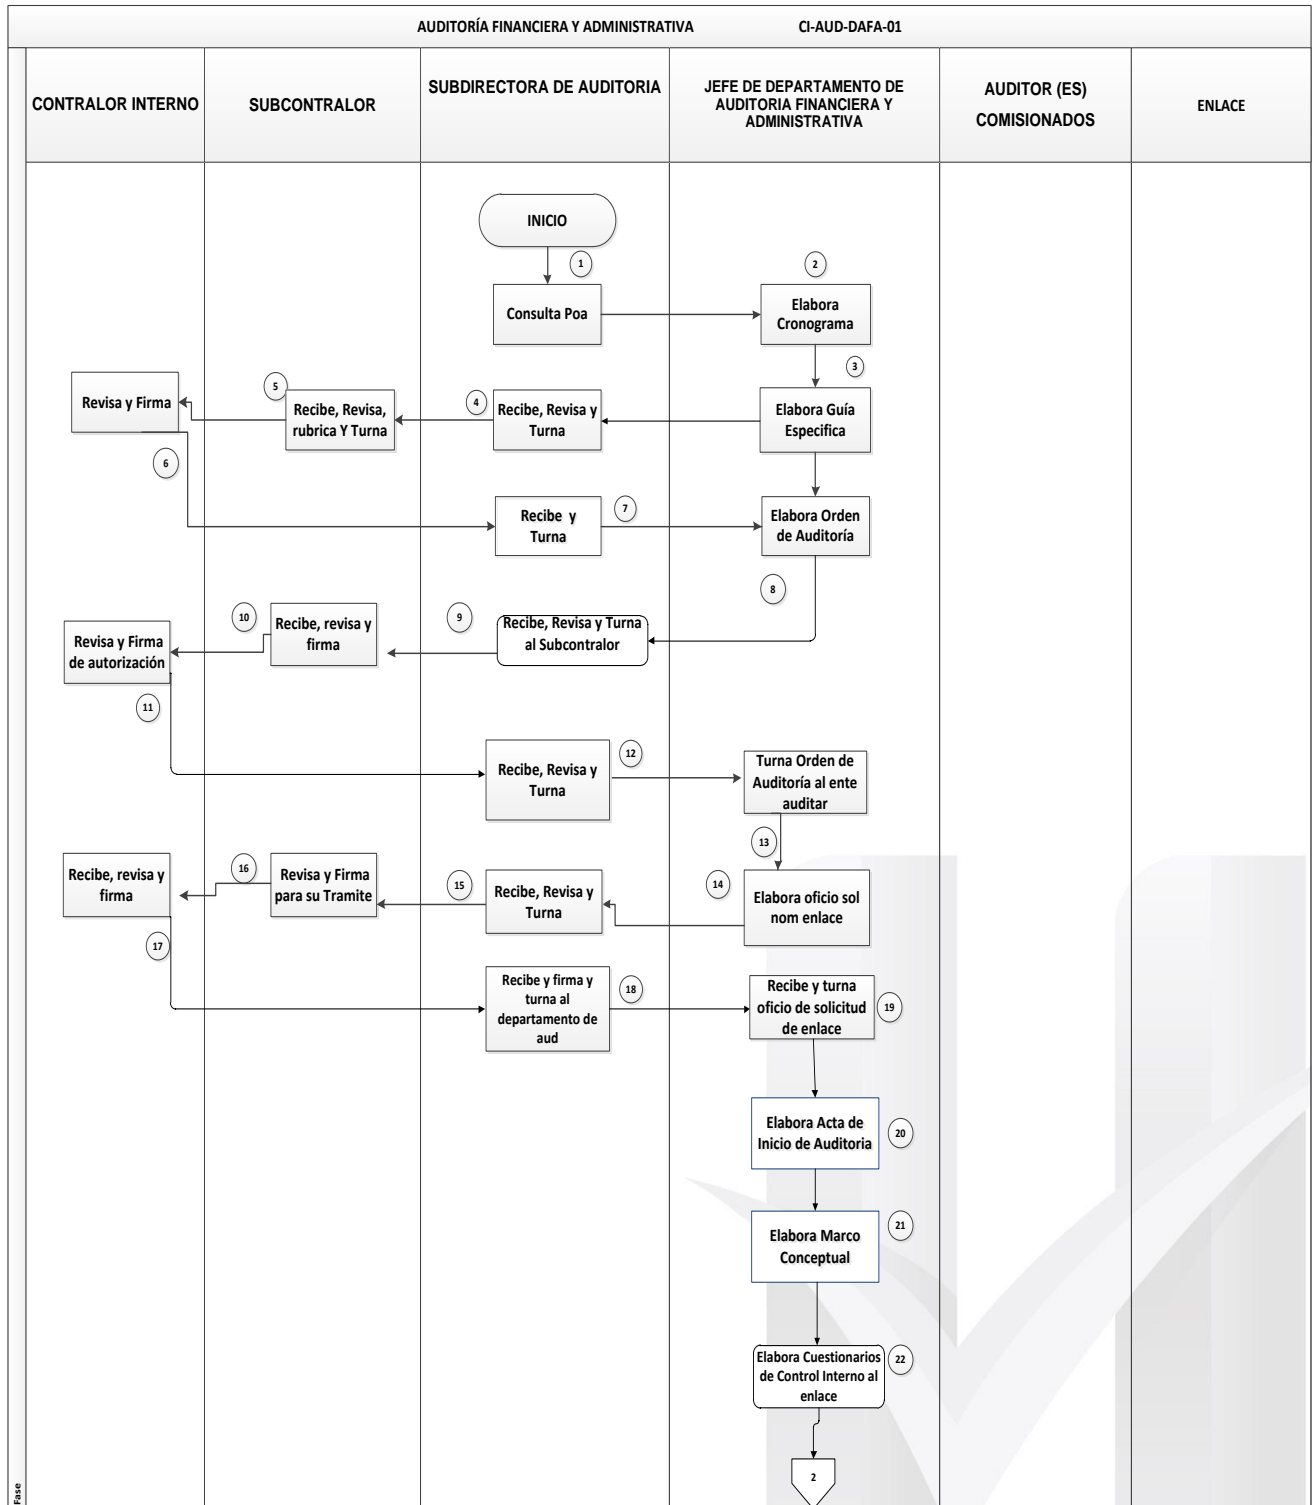 AUDITORÍA FINANCIERA Y ADMINISTRATIVA CI-AUD-DAFA-01
CONTRALOR INTERNO
SUBCONTRALOR
SUBDIRECTORA DE AUDITORIA
JEFE DE DEPARTAMENTO DE
AUDITORIA FINANCIERA Y
ADMINISTRATIVA
AUDITOR (ES)
COMISIONADOS
ENLACE
INICIO
1
2
Consulta Poa
Elabora
Cronograma
3
Elabora Guía
Especifica
4
Recibe, Revisa y
Turna
5
Recibe, Revisa,
rubrica Y Turna
Revisa y Firma
6
Recibe y
Turna
7
Elabora Orden
de Auditoría
8
9
Recibe, Revisa y Turna
al Subcontralor
10
Recibe, revisa y
firma
Revisa y Firma
de autorización
11
Recibe, Revisa y
Turna
12
Turna Orden de
Auditoría al ente
auditar
13
14
Elabora oficio sol
nom enlace
15
Recibe, Revisa y
Turna
16
Revisa y Firma
para su Tramite
Recibe, revisa y
firma
17
Recibe y firma y
turna al
departamento de
aud
18
Recibe y turna
oficio de solicitud
de enlace
19
Elabora Acta de
Inicio de Auditoria
20
Elabora Marco
Conceptual
21
Elabora Cuestionarios
de Control Interno al
enlace
22
2
Fase